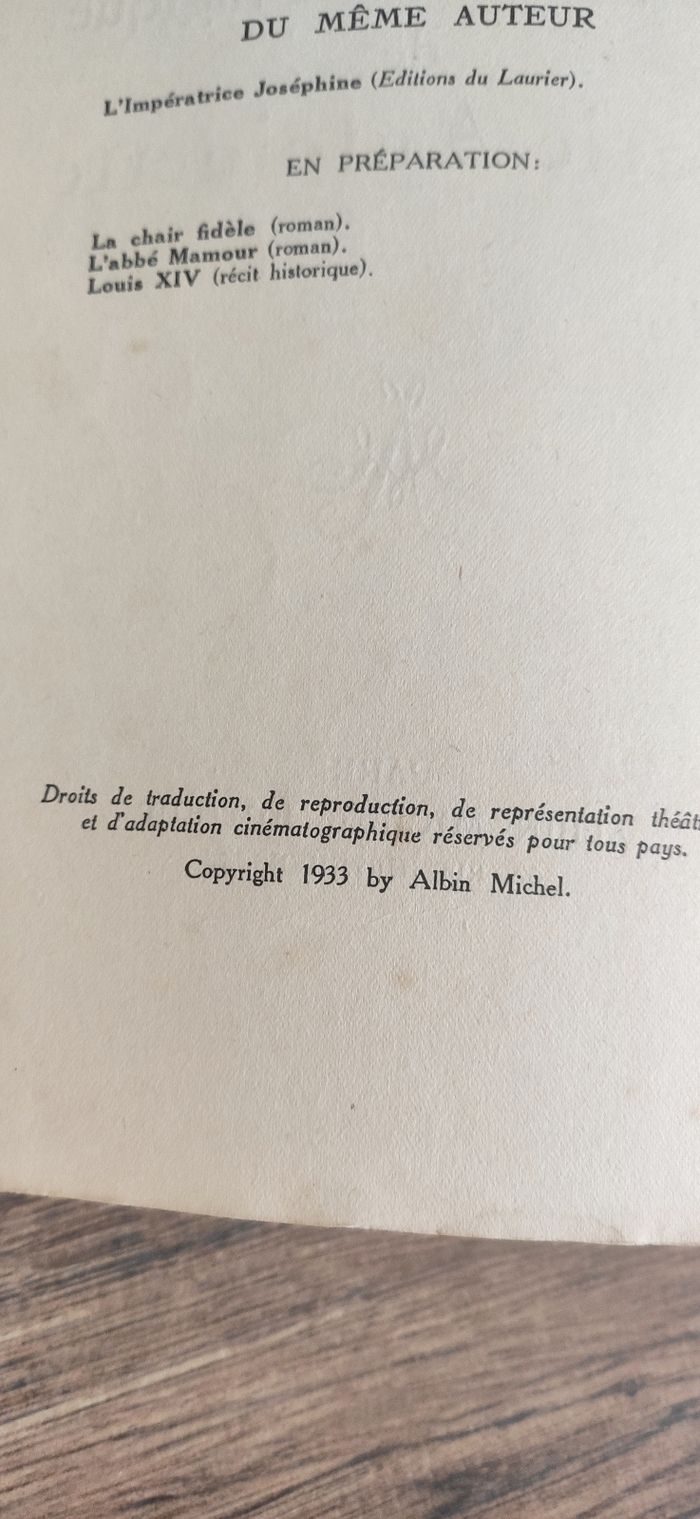 DU MÊME AUTEUR
L'Impératrice Joséphine (Editions du Laurier).
EN PRÉPARATION:
La chair fidèle (roman).
L'abbé Mamour (roman).
Louis XIV (récit historique).
Droits de traduction, de reproduction, de représentation théât
et d'adaptation cinématographique réservés pour tous pays.
Copyright 1933 by Albin Michel.